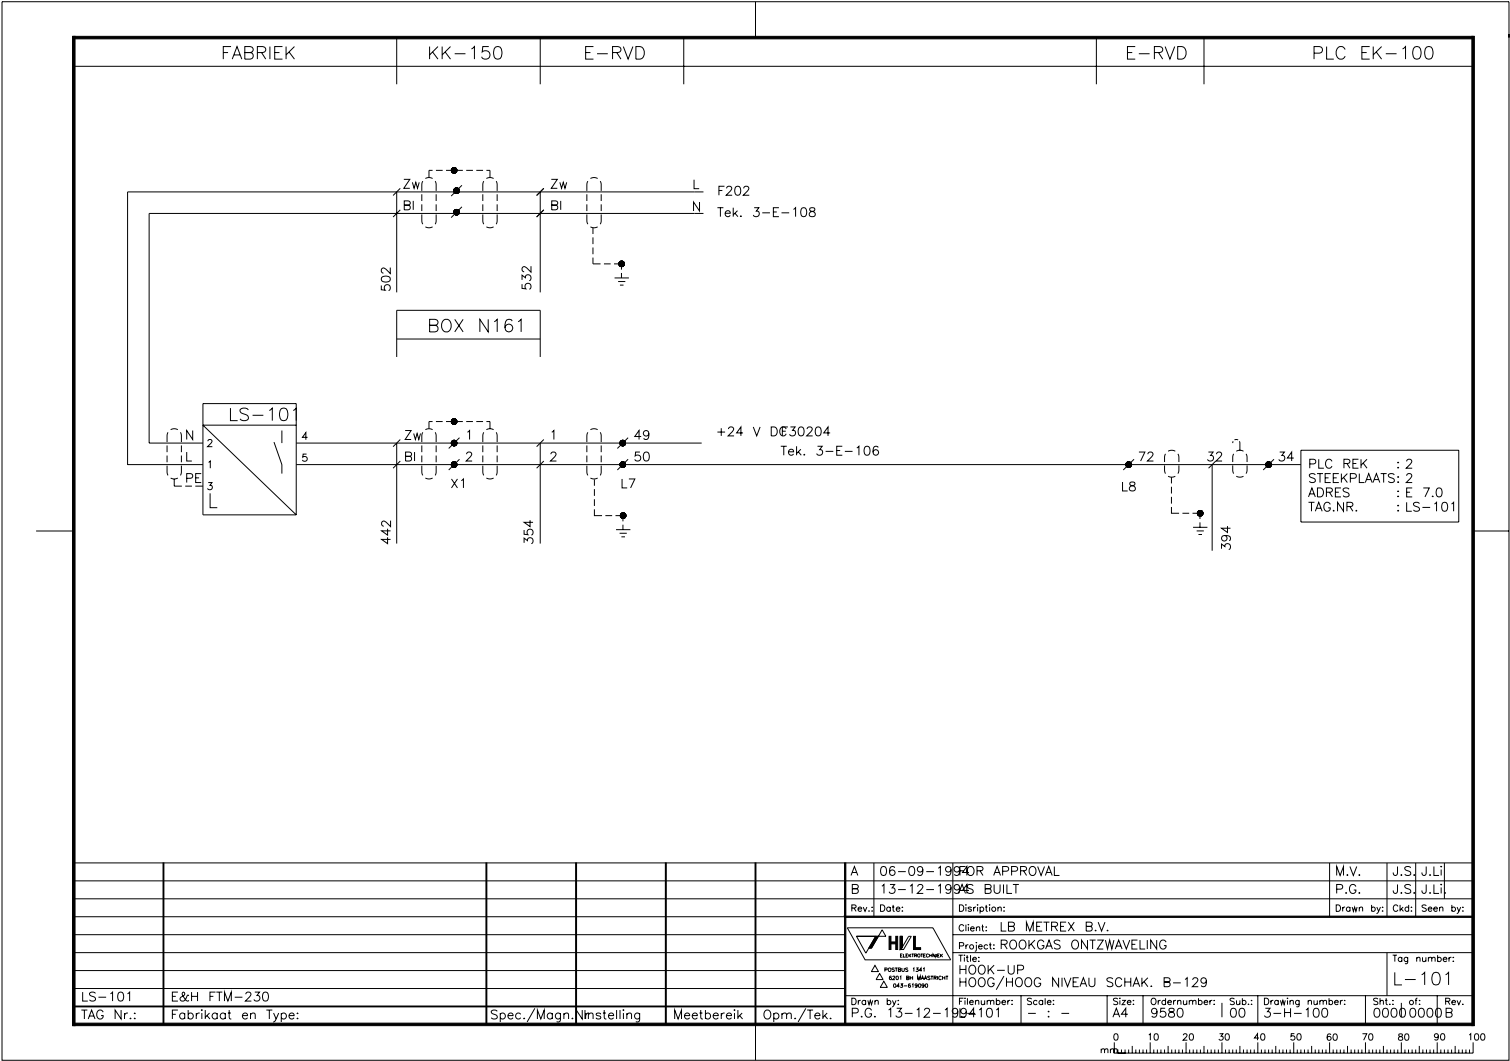 FABRIEK KK-150 E-RVD E-RVD PLC EK-100
Zw Zw L F202
Bl Bl N Tek. 3-E-108
502 532
BOX N161
LS-101
N 2 4 Zw 1 1 49 +24 V DC
L 1 5 Bl 2 2 50 Tek. 3-E-106 72 32 34
PE 3 X1 L7 L8
L
442 354 394
PLC REK : 2
STEEKPLAATS: 2
ADRES : E 7.0
TAG.NR. : LS-101
A 06-09-1994 FOR APPROVAL M.V. J.S. J.Li
B 13-12-1994 AS BUILT P.G. J.S. J.Li.
Rev.: Date: Disription: Drawn by: Ckd: Seen by:
HVL
ELEKTROTECHNIEK
POSTBUS 1341
6201 BH MAASTRICHT
043-619090
Client: LB METREX B.V.
Project: ROOKGAS ONTZWAVELING
Title:
HOOK-UP
HOOG/HOOG NIVEAU SCHAK. B-129
Tag number:
L-101
Drawn by: Filenumber: Scale: Size: Ordernumber: Sub.: Drawing number: Sht.: of: Rev.
P.G. 13-12-1994 L-101 - : - A4 9580 00 3-H-100 0000 0000 B
LS-101 E&H FTM-230
TAG Nr.: Fabrikaat en Type: Spec./Magn.Nr. Instelling Meetbereik Opm./Tek.
mm 0 10 20 30 40 50 60 70 80 90 100